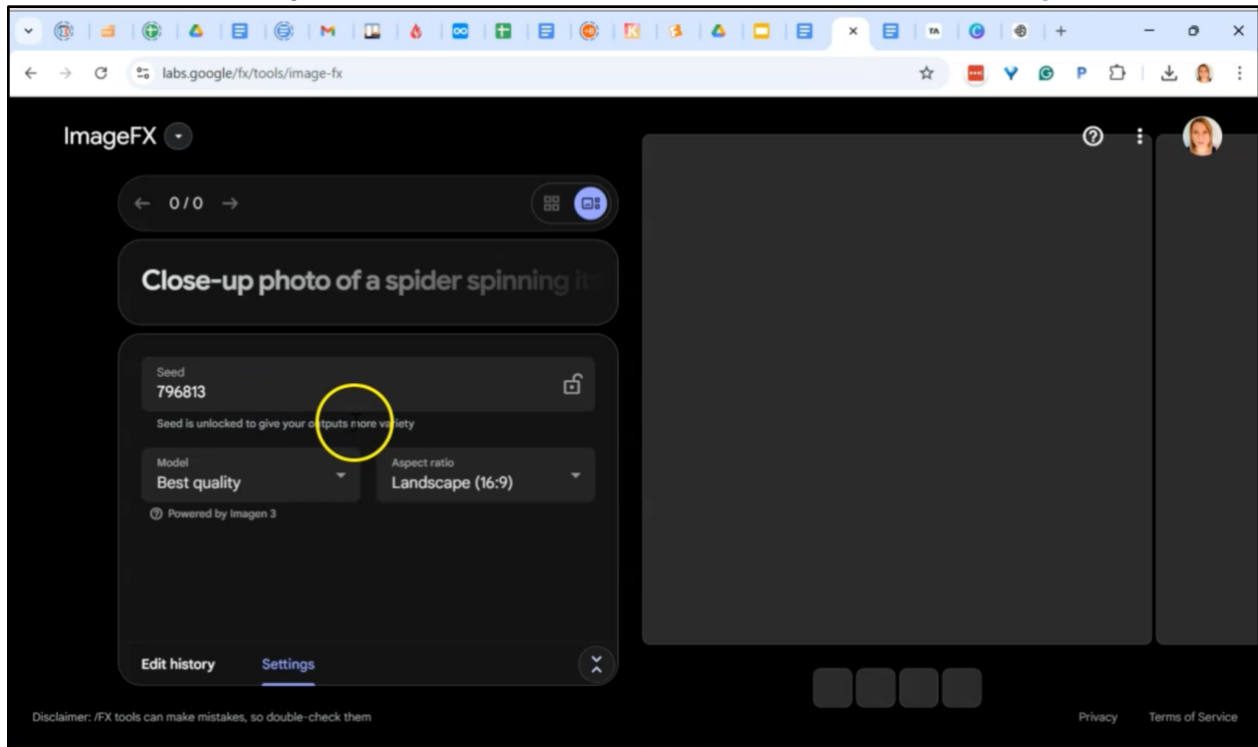 labs.google/fx/tools/image-fx
ImageFX
0/0
Close-up photo of a spider spinning it
Seed
796813
Seed is unlocked to give your outputs more variety
Model
Best quality
Aspect ratio
Landscape (16:9)
Powered by Imagen 3
Edit history
Settings
Disclaimer: /FX tools can make mistakes, so double-check them
Privacy
Terms of Service